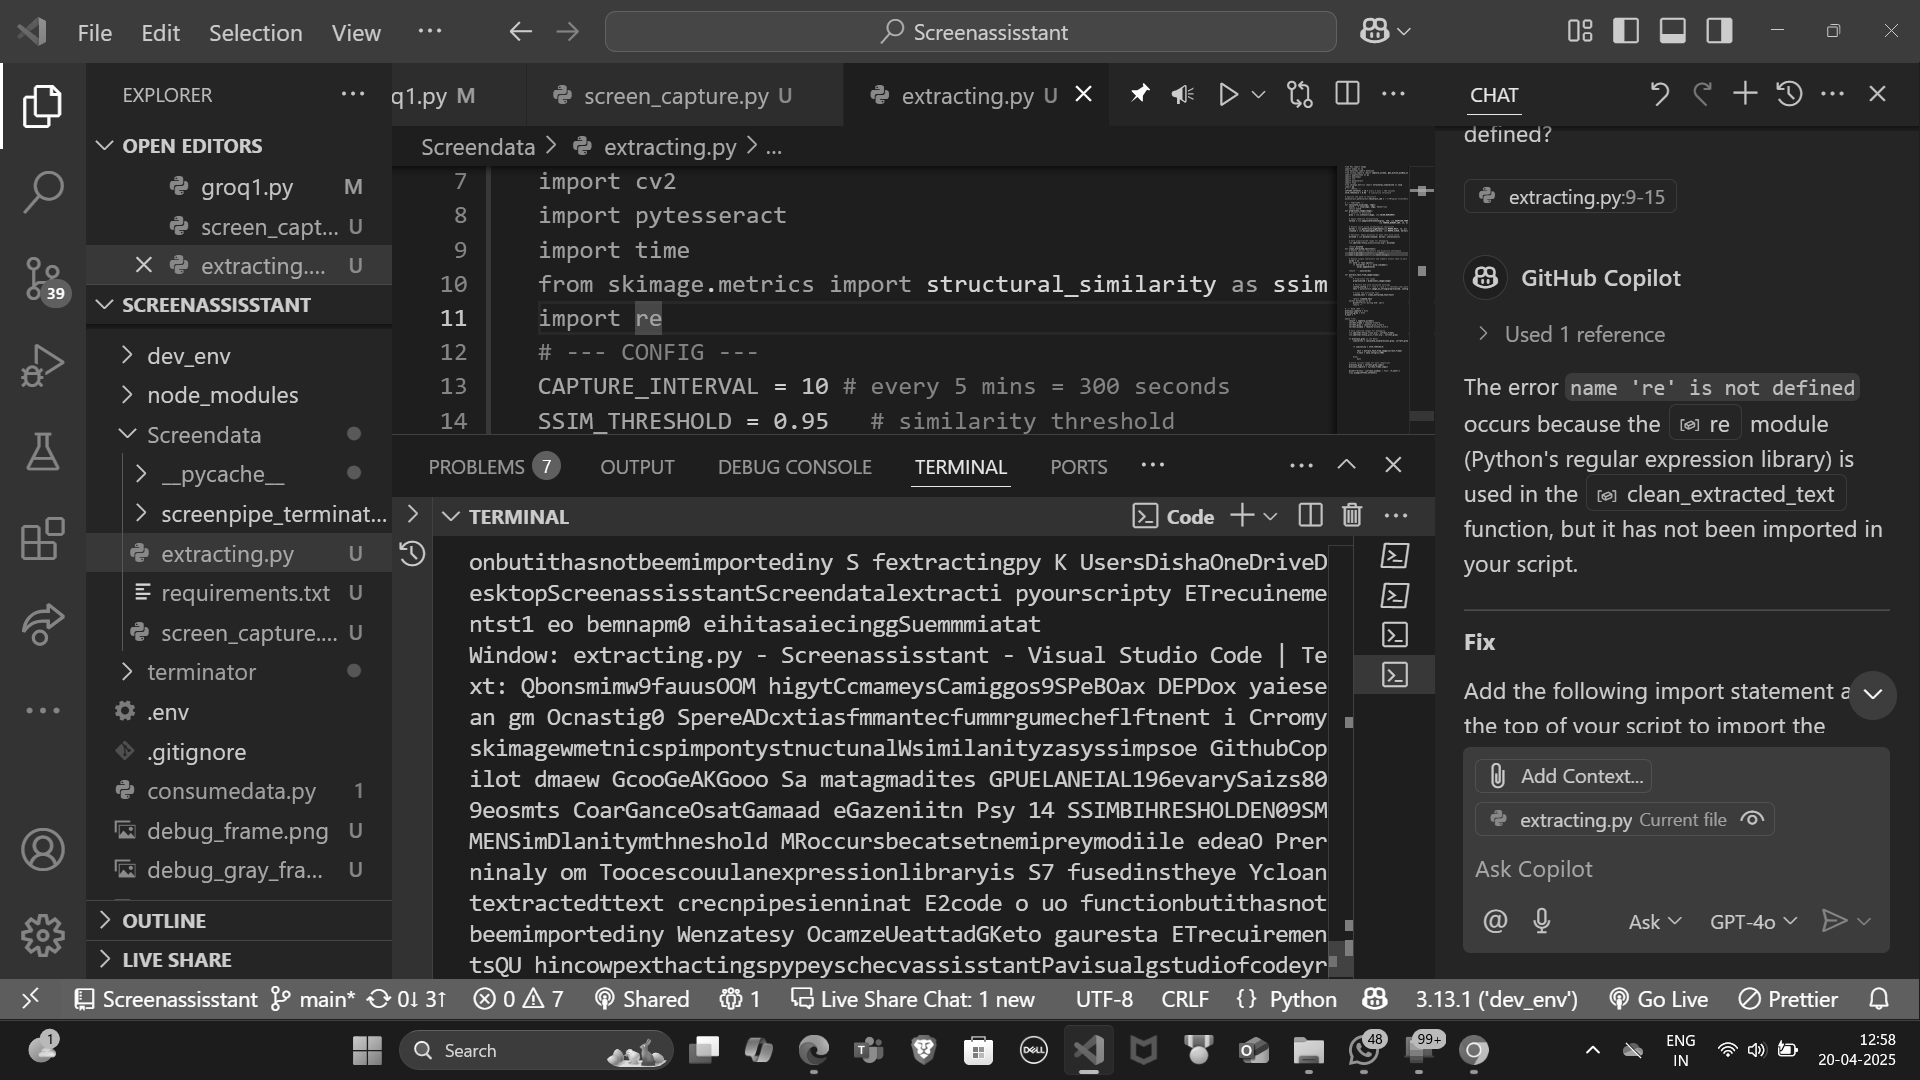 File Edit Selection View ... Screenassisstant
EXPLORER
OPEN EDITORS
groq1.py M
screen_capt... U
extracting.... U
SCREENASSISSTANT
dev_env
node_modules
Screendata
__pycache__
screenpipe_terminat...
extracting.py U
requirements.txt U
screen_capture.... U
terminator
.env
.gitignore
consumedata.py 1
debug_frame.png U
debug_gray_fra... U
OUTLINE
LIVE SHARE
39
q1.py M screen_capture.py U extracting.py U
Screendata > extracting.py > ...
7 import cv2
8 import pytesseract
9 import time
10 from skimage.metrics import structural_similarity as ssim
11 import re
12 # --- CONFIG ---
13 CAPTURE_INTERVAL = 10 # every 5 mins = 300 seconds
14 SSIM_THRESHOLD = 0.95 # similarity threshold
PROBLEMS 7 OUTPUT DEBUG CONSOLE TERMINAL PORTS ...
TERMINAL Code
onbutithasnotbeemimportediny S fextractingpy K UsersDishaOneDriveD
esktopScreenassisstantScreendatalextracti pyourscripty ETrecuineme
ntst1 eo bemnapm0 eihitasaiecinggSuemmmiatat
Window: extracting.py - Screenassisstant - Visual Studio Code | Te
xt: Qbonsmimw9fauusOOM higytCcmameysCamiggos9SPeBOax DEPDox yaiese
an gm Ocnastig0 SpereADcxtiasfmmantecfummrgumecheflftnent i Crromy
skimagewmetnicspimpontystnuctunalWsimilanityzasyssimpsoe GithubCop
ilot dmaew GcooGeAKGooo Sa matagmadites GPUELANEIAL196evarySaizs80
9eosmts CoarGanceOsatGamaad eGazeniitn Psy 14 SSIMBIHRESHOLDEN09SM
MENSimDlanitymthneshold MRoccursbecatsetnemipreymodiile edeaO Prer
ninaly om Toocescouulanexpressionlibraryis S7 fusedinstheye Ycloan
textractedttext crecnpipesienninat E2code o uo functionbutithasnot
beemimportediny Wenzatesy OcamzeUeattadGKeto gauresta ETrecuiremen
tsQU hincowpexthactingspypeyschecvassisstantPavisualgstudiofcodeyr
CHAT
defined?
extracting.py:9-15
GitHub Copilot
Used 1 reference
The error name 're' is not defined
occurs because the re module
(Python's regular expression library) is
used in the clean_extracted_text
function, but it has not been imported in
your script.
Fix
Add the following import statement a
the top of your script to import the
Add Context...
extracting.py Current file
Ask Copilot
Ask GPT-4o
Screenassisstant main* 0↓ 3↑ 0 7 Shared 1 Live Share Chat: 1 new UTF-8 CRLF {} Python 3.13.1 ('dev_env') Go Live Prettier
1 Search DELL 48 99+ ENG 12:58
IN 20-04-2025